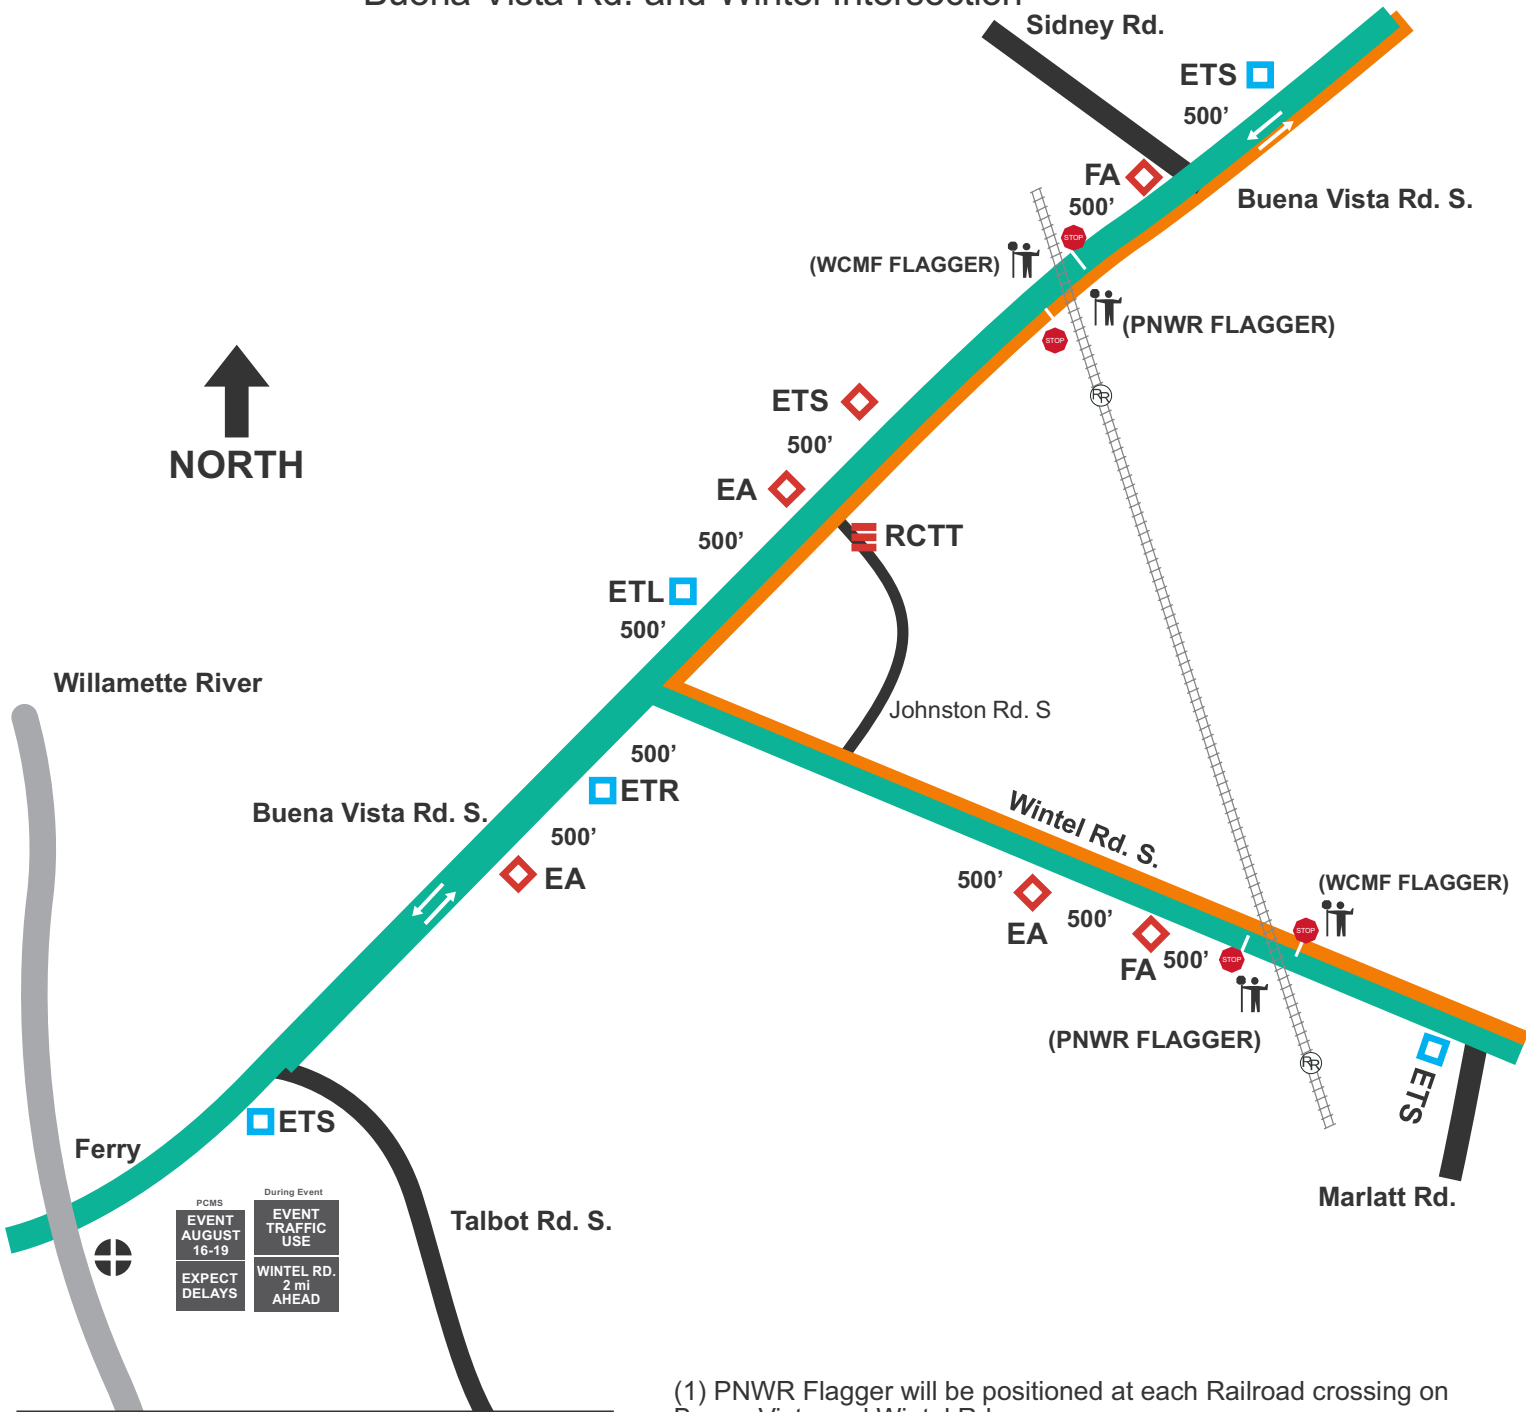 Sidney Rd.
ETS
500’
FA
500’
Buena Vista Rd. S.
STOP
(WCMF FLAGGER)
(PNWR FLAGGER)
STOP
RR
ETS
500’
NORTH
EA
500’
RCTT
ETL
500’
Willamette River
Johnston Rd. S
500’
ETR
Buena Vista Rd. S.
500’
EA
Wintel Rd. S.
500’
EA
500’
FA
500’
(WCMF FLAGGER)
STOP
STOP
(PNWR FLAGGER)
RR
ETS
Marlatt Rd.
ETS
Ferry
Talbot Rd. S.
PCMS
EVENT
AUGUST
16-19
EXPECT
DELAYS
During Event
EVENT
TRAFFIC
USE
WINTEL RD.
2 mi
AHEAD
(1) PNWR Flagger will be positioned at each Railroad crossing on